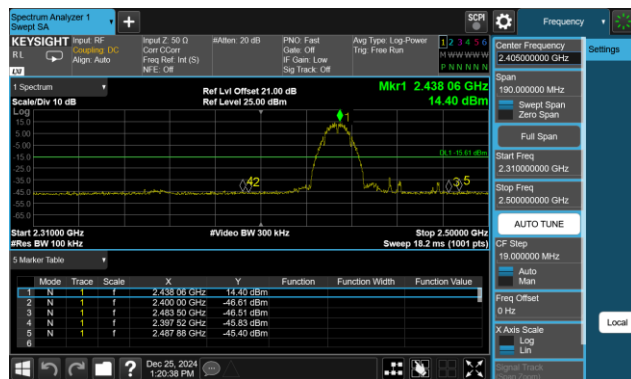 Spectrum Analyzer 1
Swept SA
+
SCPI
Frequency
KEYSIGHT
RL
LXI
Input: RF
Coupling: DC
Align: Auto
Input Z: 50 Ω
Corr CCorr
Freq Ref: Int (S)
NFE: Off
#Atten: 20 dB
PNO: Fast
Gate: Off
IF Gain: Low
Sig Track: Off
Avg Type: Log-Power
Trig: Free Run
1 2 3 4 5 6
M W W W W W
P N N N N N
1 Spectrum
Scale/Div 10 dB
Log
Ref Lvl Offset 21.00 dB
Ref Level 25.00 dBm
Mkr1 2.438 06 GHz
14.40 dBm
15.0
5.00
-5.00
-15.0
-25.0
-35.0
-45.0
-55.0
-65.0
1
DL1 -15.61 dBm
42
3 5
Start 2.31000 GHz
#Res BW 100 kHz
#Video BW 300 kHz
Stop 2.50000 GHz
Sweep 18.2 ms (1001 pts)
5 Marker Table
Mode Trace Scale X Y Function Function Width Function Value
1 N 1 f 2.438 06 GHz 14.40 dBm
2 N 1 f 2.400 00 GHz -46.61 dBm
3 N 1 f 2.483 50 GHz -46.51 dBm
4 N 1 f 2.397 52 GHz -45.83 dBm
5 N 1 f 2.487 88 GHz -45.40 dBm
6
?
Dec 25, 2024
1:20:38 PM
Center Frequency
2.405000000 GHz
Span
190.000000 MHz
Swept Span
Zero Span
Full Span
Start Freq
2.310000000 GHz
Stop Freq
2.500000000 GHz
AUTO TUNE
CF Step
19.000000 MHz
Auto
Man
Freq Offset
0 Hz
X Axis Scale
Log
Lin
Signal Track
(Span Zoom)
Settings
Local